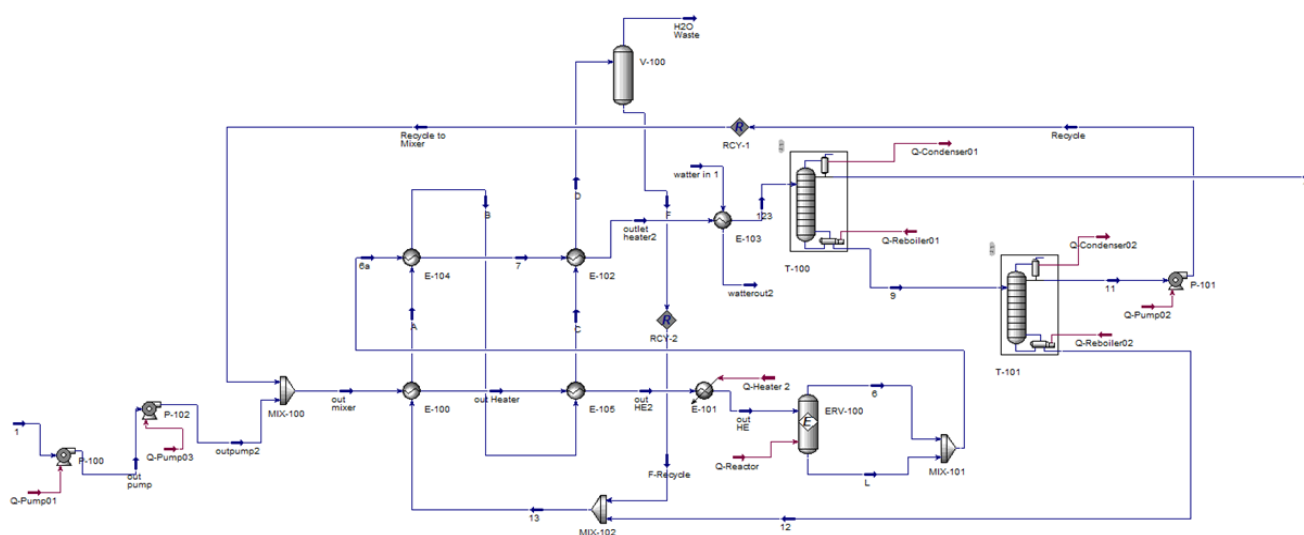 H2O
Waste
V-100
Recycle to
Mixer
R
RCY-1
Recycle
Q-Condenser01
watter in 1
D
B
F
outlet
heater2
123
E-103
Q-Reboiler01
6a
E-104
7
E-102
T-100
Q-Condenser02
watterout2
9
11
P-101
Q-Pump02
A
C
R
RCY-2
Q-Reboiler02
T-101
MIX-100
out
mixer
E-100
out Heater
E-105
out
HE2
E-101
Q-Heater 2
out
HE
ERV-100
E
6
1
P-102
outpump2
Q-Pump03
P-100
out
pump
Q-Pump01
Q-Reactor
L
MIX-101
F-Recycle
13
MIX-102
12